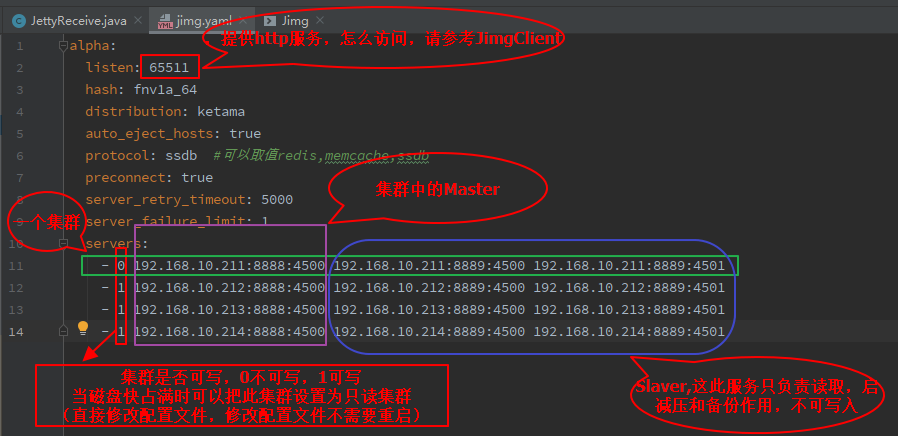 JettyReceive.java × jimg.yaml × Jimg ×
，提供http服务，怎么访问，请参考JimgClient
1 alpha:
2 listen: 65511
3 hash: fnv1a_64
4 distribution: ketama
5 auto_eject_hosts: true
6 protocol: ssdb #可以取值redis,memcache,ssdb
7 preconnect: true
8 server_retry_timeout: 5000
集群中的Master
9 server_failure_limit: 1
个集群
10 servers:
11 - 0 192.168.10.211:8888:4500 192.168.10.211:8889:4500 192.168.10.211:8889:4501
12 - 1 192.168.10.212:8888:4500 192.168.10.212:8889:4500 192.168.10.212:8889:4501
13 - 1 192.168.10.213:8888:4500 192.168.10.213:8889:4500 192.168.10.213:8889:4501
14 - 1 192.168.10.214:8888:4500 192.168.10.214:8889:4500 192.168.10.214:8889:4501
集群是否可写，0不可写，1可写
当磁盘快占满时可以把此集群设置为只读集群
（直接修改配置文件，修改配置文件不需要重启）
Slaver,这此服务只负责读取，启
减压和备份作用，不可写入